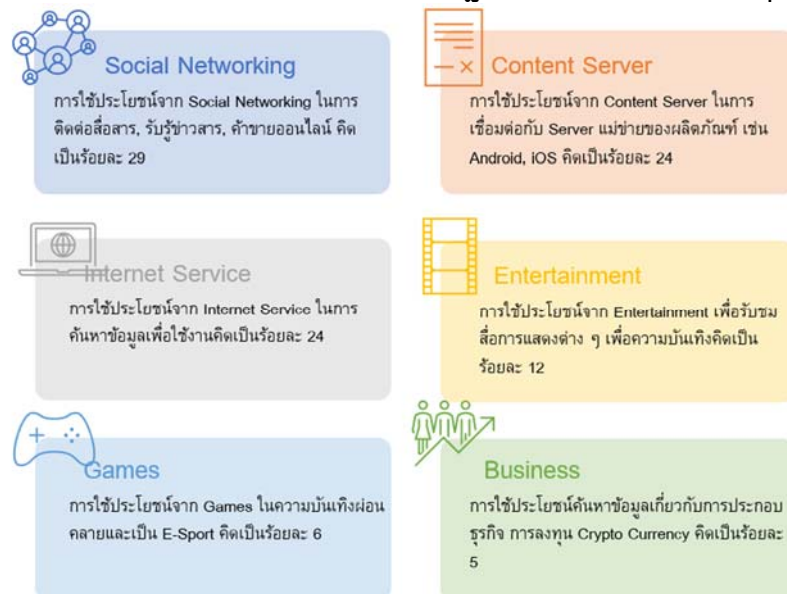 Social Networking
การใช้ประโยชน์จาก Social Networking ในการ
ติดต่อสื่อสาร, รับรู้ข่าวสาร, ค้าขายออนไลน์ คิด
เป็นร้อยละ 29
Content Server
การใช้ประโยชน์จาก Content Server ในการ
เชื่อมต่อกับ Server แม่ข่ายของผลิตภัณฑ์ เช่น
Android, iOS คิดเป็นร้อยละ 24
Internet Service
การใช้ประโยชน์จาก Internet Service ในการ
ค้นหาข้อมูลเพื่อใช้งานคิดเป็นร้อยละ 24
Entertainment
การใช้ประโยชน์จาก Entertainment เพื่อรับชม
สื่อการแสดงต่าง ๆ เพื่อความบันเทิงคิดเป็น
ร้อยละ 12
Games
การใช้ประโยชน์จาก Games ในความบันเทิงผ่อน
คลายและเป็น E-Sport คิดเป็นร้อยละ 6
Business
การใช้ประโยชน์ค้นหาข้อมูลเกี่ยวกับการประกอบ
ธุรกิจ การลงทุน Crypto Currency คิดเป็นร้อยละ
5